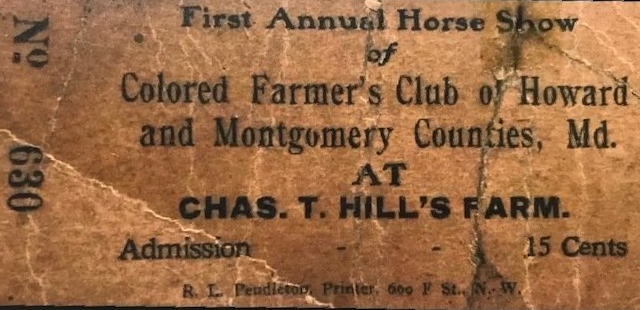 No. 630
First Annual Horse Show
of
Colored Farmer's Club of Howard
and Montgomery Counties, Md.
AT
CHAS. T. HILL'S FARM.
Admission - - 15 Cents
R. L. Pendleton, Printer, 609 F St., N. W.